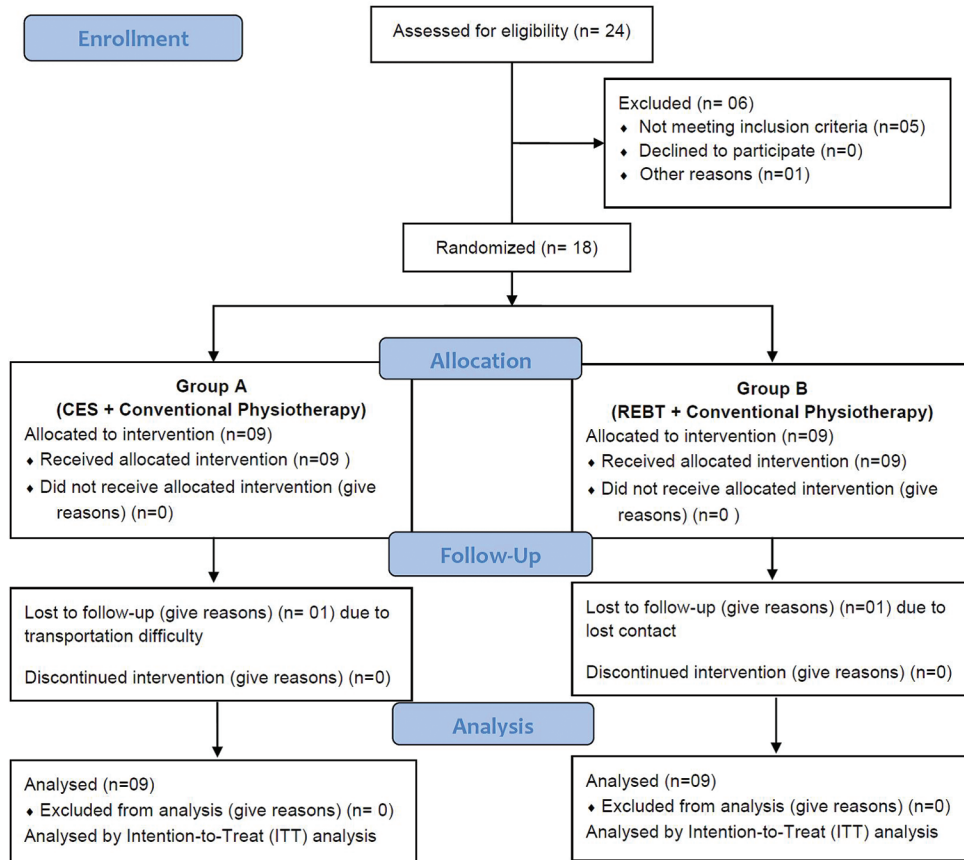 Enrollment
Assessed for eligibility (n= 24)
Excluded (n= 06)
♦ Not meeting inclusion criteria (n=05)
♦ Declined to participate (n=0)
♦ Other reasons (n=01)
Randomized (n= 18)
Allocation
Group A
(CES + Conventional Physiotherapy)
Allocated to intervention (n=09)
♦ Received allocated intervention (n=09 )
♦ Did not receive allocated intervention (give
reasons) (n=0)
Group B
(REBT + Conventional Physiotherapy)
Allocated to intervention (n=09)
♦ Received allocated intervention (n=09)
♦ Did not receive allocated intervention (give
reasons) (n=0 )
Follow-Up
Lost to follow-up (give reasons) (n= 01) due to
transportation difficulty
Discontinued intervention (give reasons) (n=0)
Lost to follow-up (give reasons) (n=01) due to
lost contact
Discontinued intervention (give reasons) (n=0)
Analysis
Analysed (n=09)
♦ Excluded from analysis (give reasons) (n= 0)
Analysed by Intention-to-Treat (ITT) analysis
Analysed (n=09)
♦ Excluded from analysis (give reasons) (n=0)
Analysed by Intention-to-Treat (ITT) analysis